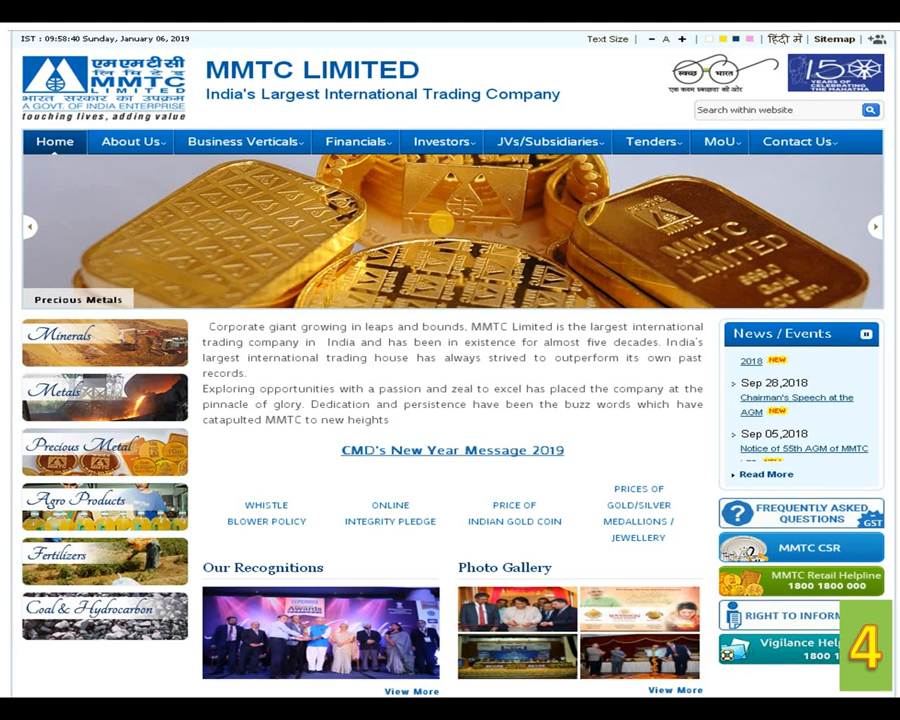 IST : 09:58:40 Sunday, January 06, 2019
Text Size | - A + | | हिंदी में | Sitemap |
एमएमटीसी
लिमिटेड
MMTC
LIMITED
भारत सरकार का उपक्रम
A GOVT. OF INDIA ENTERPRISE
touching lives, adding value
MMTC LIMITED
India's Largest International Trading Company
स्वच्छ भारत
एक कदम स्वच्छता की ओर
150
YEARS OF
CELEBRATING
THE MAHATMA
Search within website
Home
About Us
Business Verticals
Financials
Investors
JVs/Subsidiaries
Tenders
MoU
Contact Us
MMTC
MMTC
LIMITED
999.0
Precious Metals
Minerals
Metals
Precious Metal
Agro Products
Fertilizers
Coal & Hydrocarbon
Corporate giant growing in leaps and bounds, MMTC Limited is the largest international
trading company in India and has been in existence for almost five decades. India's
largest international trading house has always strived to outperform its own past
records.
Exploring opportunities with a passion and zeal to excel has placed the company at the
pinnacle of glory. Dedication and persistence have been the buzz words which have
catapulted MMTC to new heights
CMD's New Year Message 2019
WHISTLE
BLOWER POLICY
ONLINE
INTEGRITY PLEDGE
PRICE OF
INDIAN GOLD COIN
PRICES OF
GOLD/SILVER
MEDALLIONS /
JEWELLERY
Our Recognitions
Awards
View More
Photo Gallery
View More
News / Events
2018 NEW
> Sep 28,2018
Chairman's Speech at the
AGM NEW
> Sep 05,2018
Notice of 55th AGM of MMTC
Read More
FREQUENTLY ASKED
QUESTIONS
GST
MMTC CSR
MMTC Retail Helpline
1800 1800 000
RIGHT TO INFORM
Vigilance Help
1800 1
4